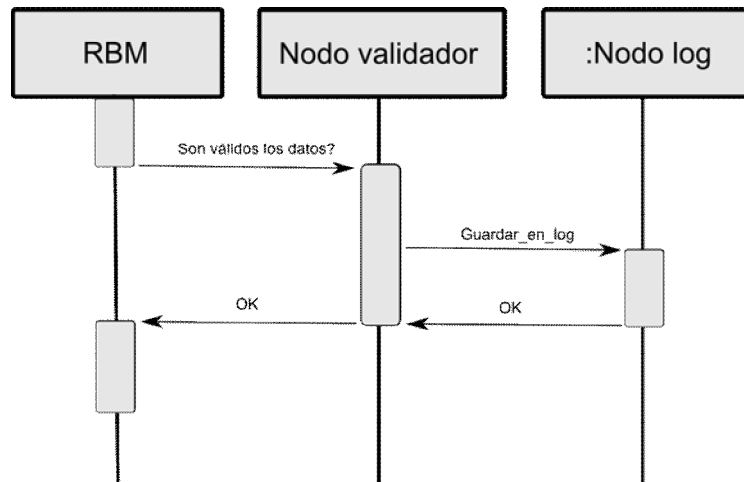 RBM
Nodo validador
:Nodo log
Son válidos los datos?
Guardar_en_log
OK
OK